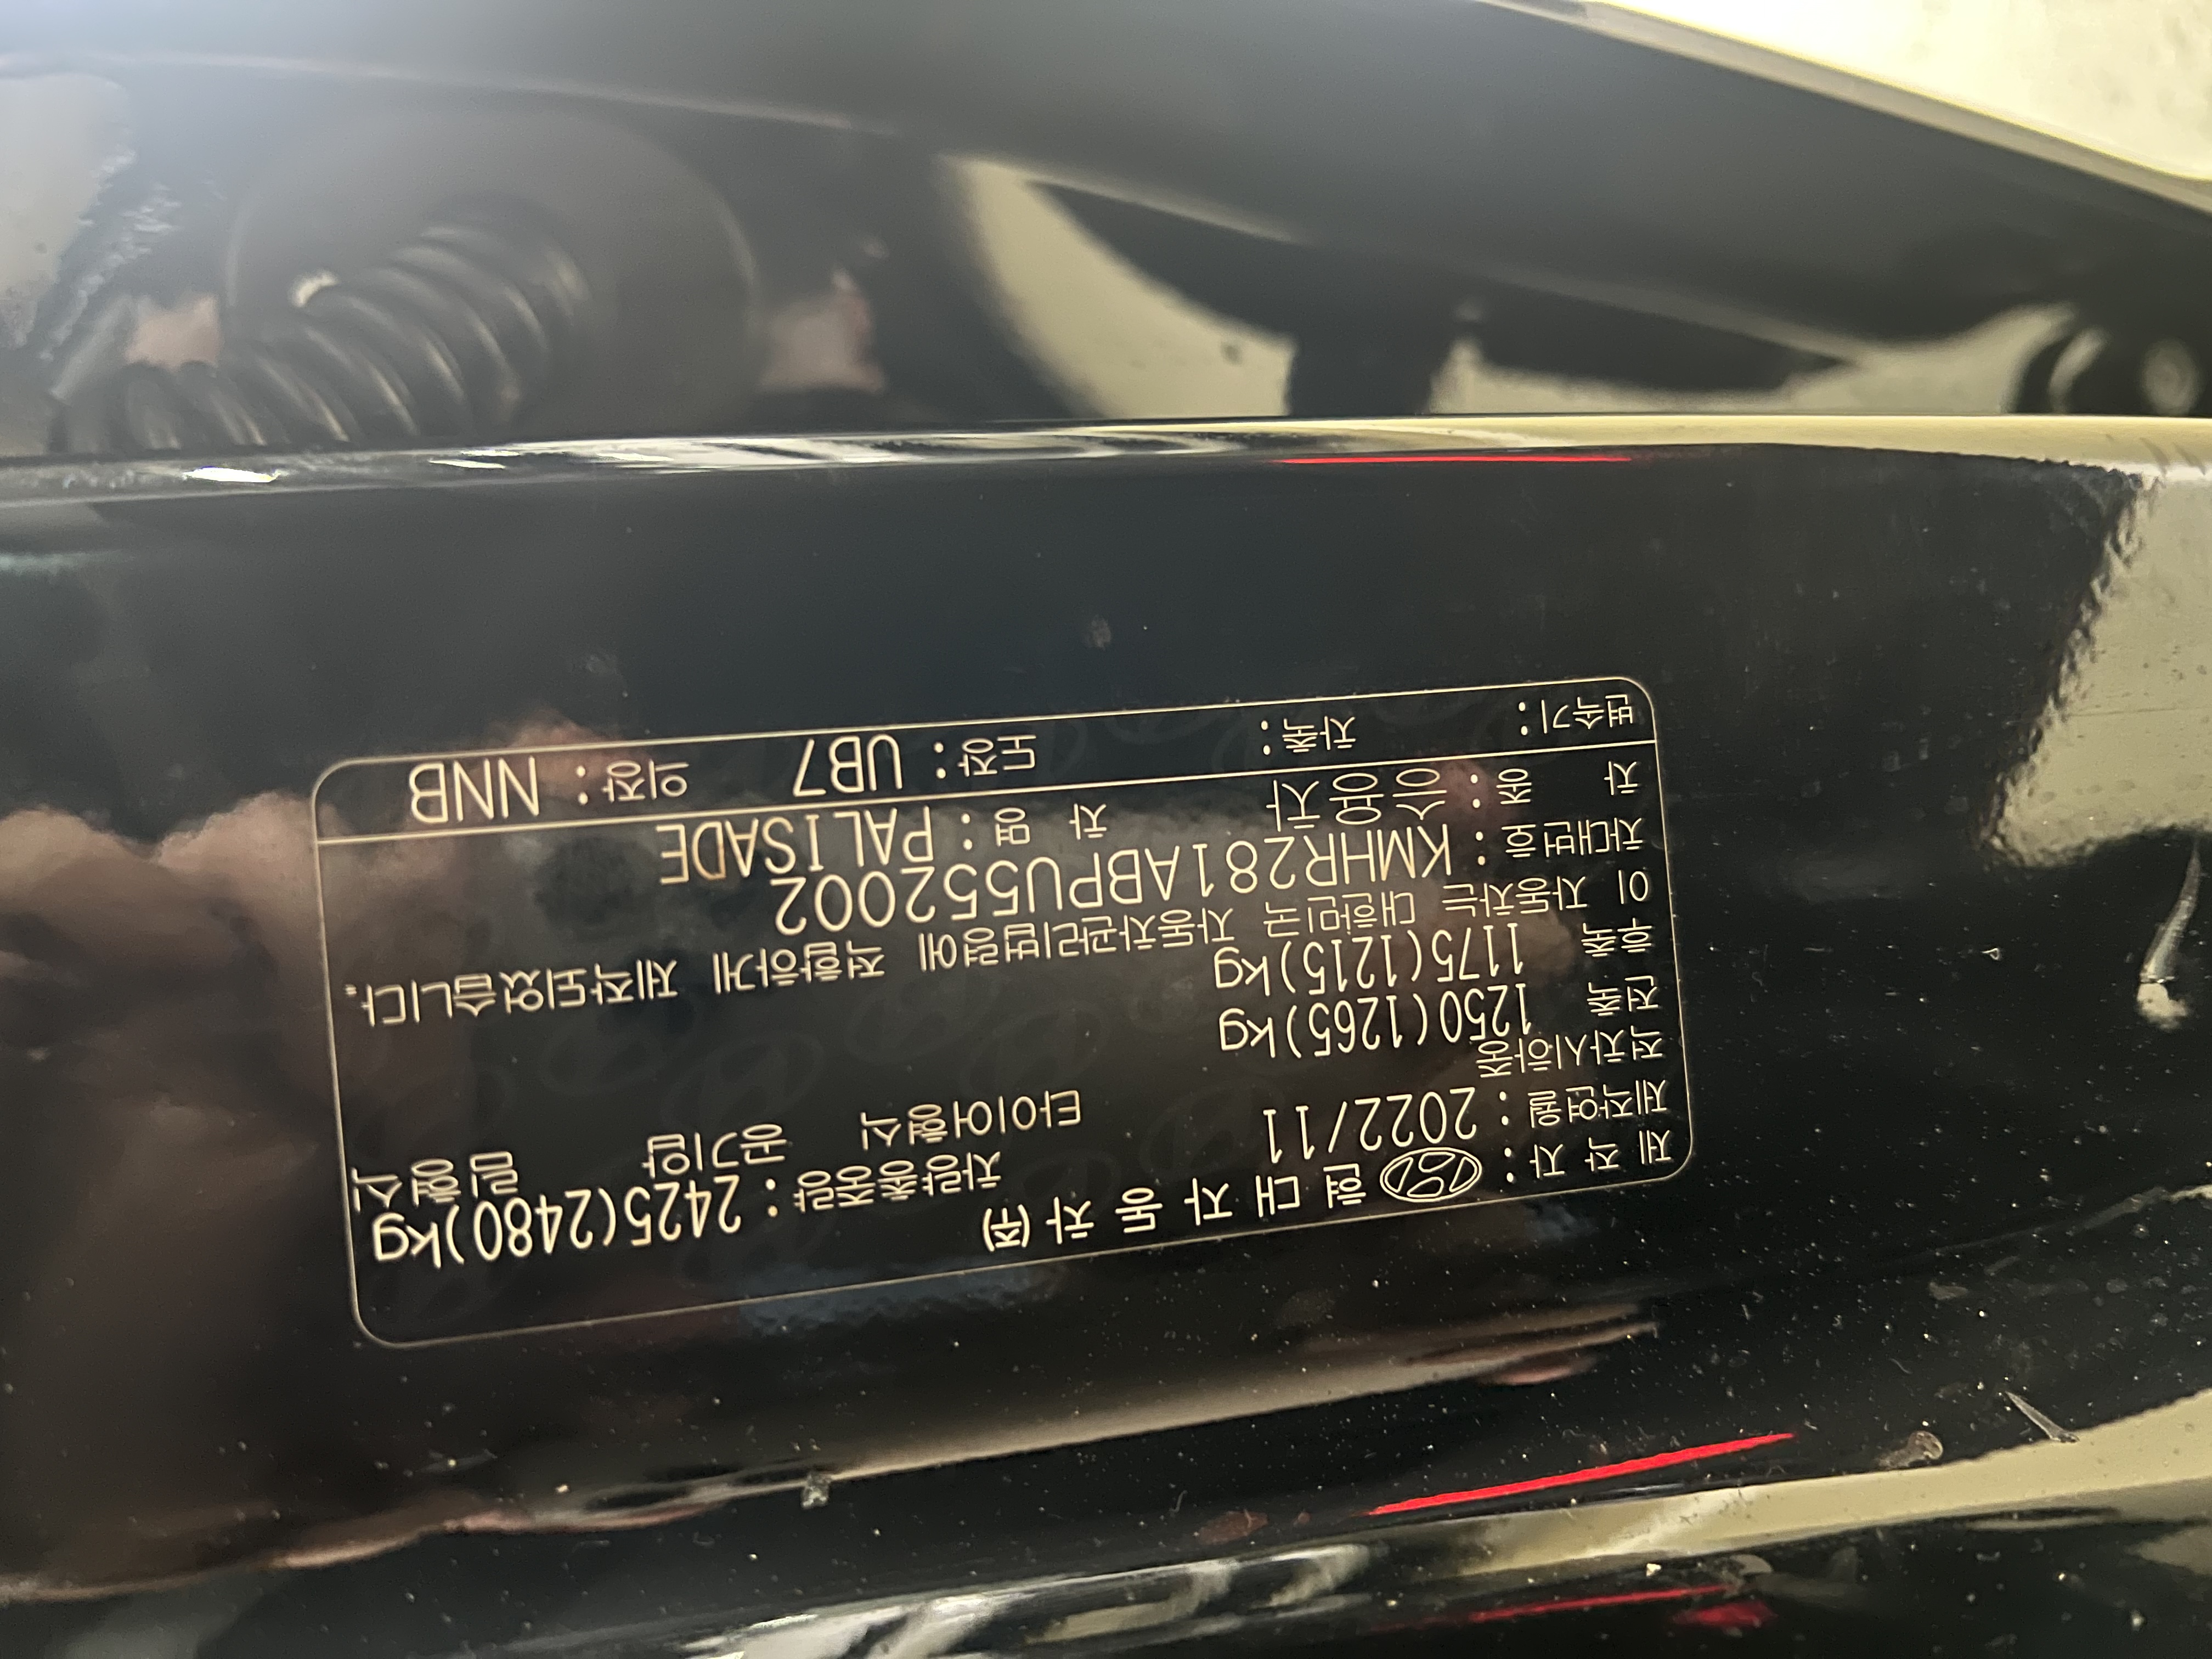 제 작 자 : 현 대 자 동 차 (주)
제작연월 : 2022/11 차량총중량 : 2425(2480)kg
적차시하중 타이어형식 공기압 림형식
전 축 1250(1265)kg
후 축 1175(1215)kg
이 자동차는 대한민국 자동차관리법령에 적합하게 제작되었습니다.
차대번호 : KMHR281ABPU552002
차 종 : 승용차 차 명 : PALISADE
변속기 : 차축 : 도장 : UB7 의장 : NNB